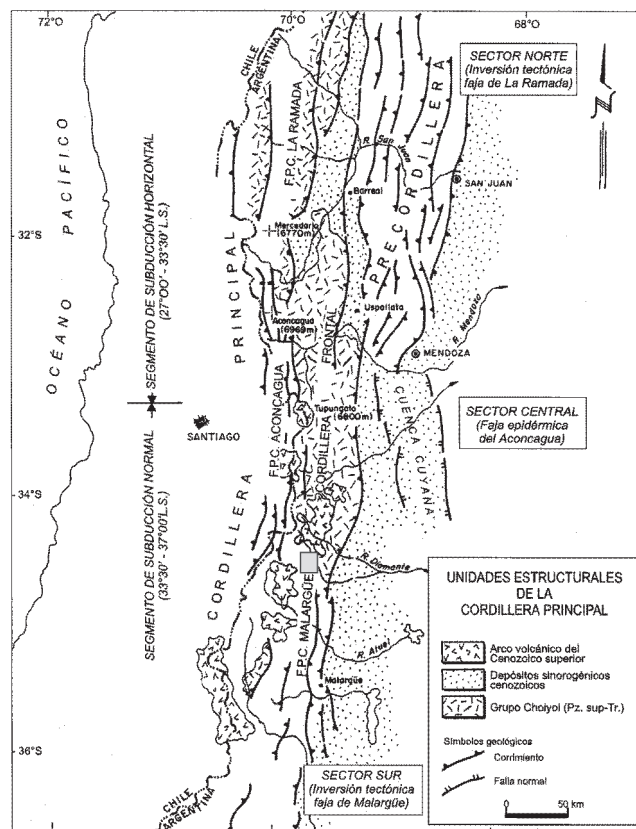 72°O
70°O
68°O
SECTOR NORTE
(Inversión tectónica
faja de La Ramada)
CHILE
ARGENTINA
F.P.C. LA RAMADA
R. San Juan
PRECORDILLERA
SAN JUAN
Barreal
OCÉANO PACÍFICO
SEGMENTO DE SUBDUCCIÓN HORIZONTAL
(27°00' - 33°30' L.S.)
32°S
Mercedario
(6770m)
PRINCIPAL
Aconcagua
(6969m)
FRONTAL
Uspallata
R. Mendoza
MENDOZA
F.P.C. ACONCAGUA
Tupungato
(6800m)
CORDILLERA
CUENCA CUYANA
SECTOR CENTRAL
(Faja epidérmica
del Aconcagua)
SANTIAGO
SEGMENTO DE SUBDUCCIÓN NORMAL
(33°30' - 37°00'L.S.)
34°S
CORDILLERA
R. Diamante
F.P.C. MALARGÜE
R. Atuel
Malargüe
36°S
CHILE
ARGENTINA
SECTOR SUR
(Inversión tectónica
faja de Malargüe)
UNIDADES ESTRUCTURALES
DE LA
CORDILLERA PRINCIPAL
Arco volcánico del
Cenozoico superior
Depósitos sinorogénicos
cenozoicos
Grupo Choiyoi (Pz. sup-Tr.)
Símbolos geológicos
Corrimiento
Falla normal
0 50 km